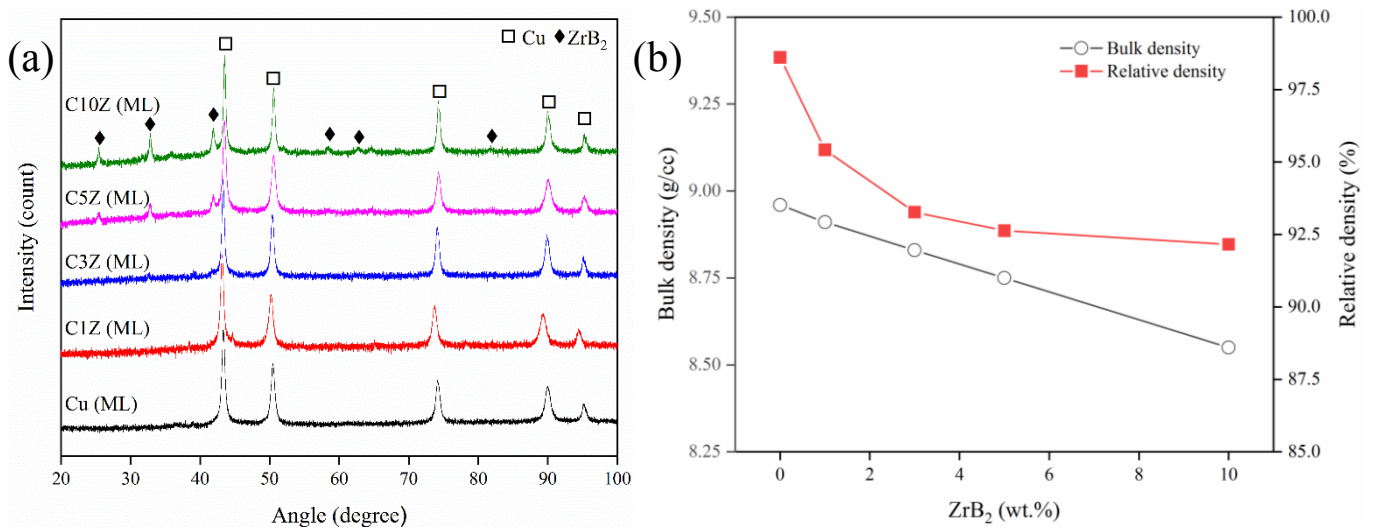 (a)
□ Cu ◆ ZrB₂
C10Z (ML)
C5Z (ML)
C3Z (ML)
C1Z (ML)
Cu (ML)
Intensity (count)
20 30 40 50 60 70 80 90 100
Angle (degree)
(b)
Bulk density
Relative density
9.50
9.25
9.00
8.75
8.50
8.25
Bulk density (g/cc)
100.0
97.5
95.0
92.5
90.0
87.5
85.0
Relative density (%)
0 2 4 6 8 10
ZrB₂ (wt.%)